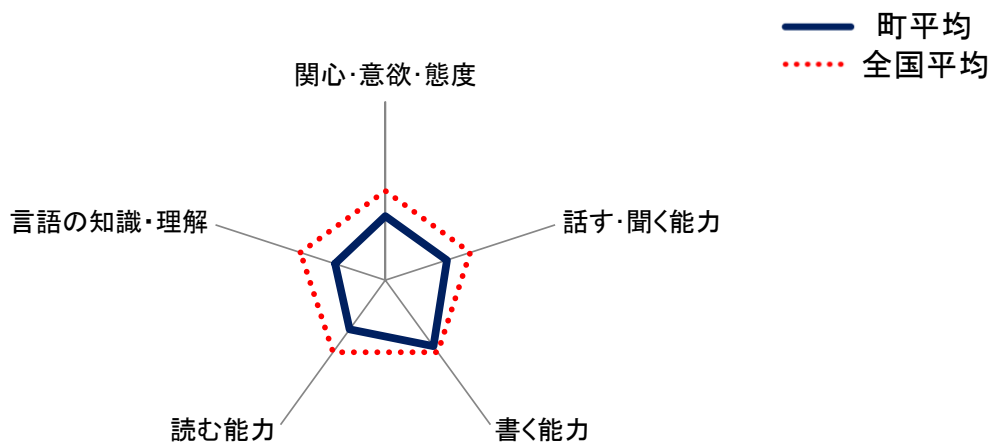 町平均
全国平均
関心・意欲・態度
言語の知識・理解
話す・聞く能力
読む能力
書く能力